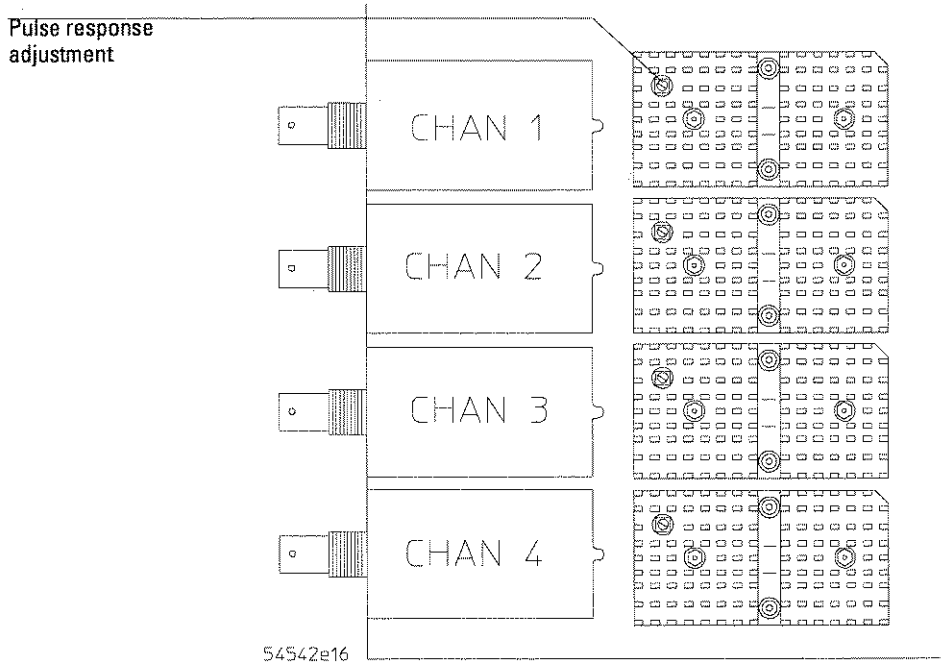 Pulse response
adjustment
CHAN 1
CHAN 2
CHAN 3
CHAN 4
54542e16